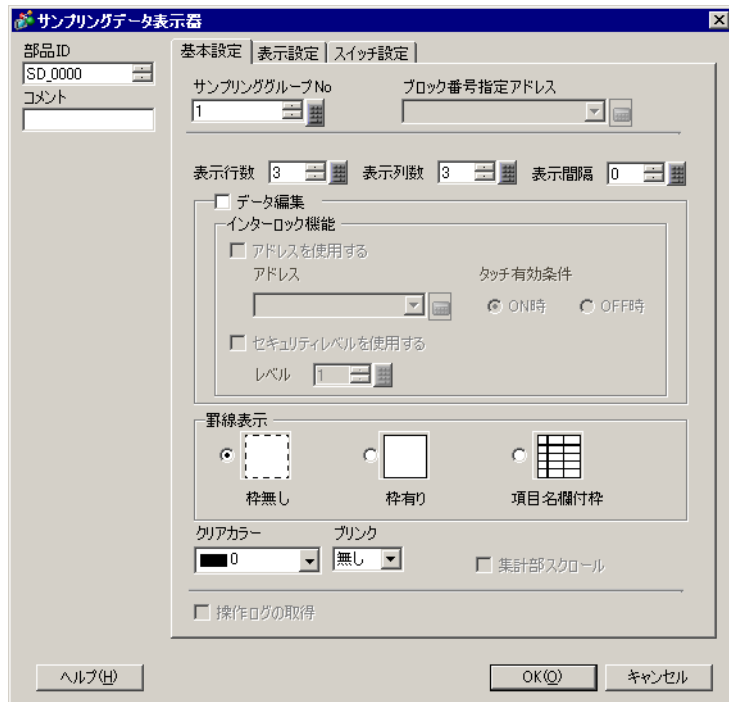 サンプリングデータ表示器
部品ID
SD_0000
コメント
基本設定 表示設定 スイッチ設定
サンプリンググループNo ブロック番号指定アドレス
1
表示行数 3 表示列数 3 表示間隔 0
データ編集
インターロック機能
アドレスを使用する
アドレス タッチ有効条件
ON時 OFF時
セキュリティレベルを使用する
レベル 1
罫線表示
枠無し 枠有り 項目名欄付枠
クリアカラー ブリンク
0 無し 集計部スクロール
操作ログの取得
ヘルプ(H) OK(O) キャンセル